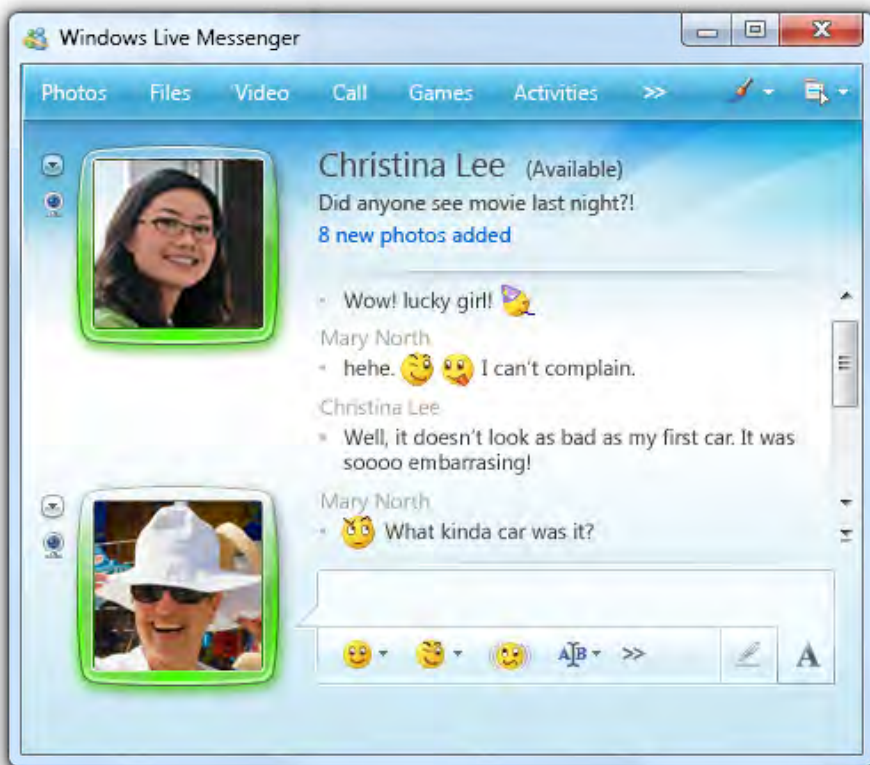 Windows Live Messenger
Photos Files Video Call Games Activities >>
Christina Lee (Available)
Did anyone see movie last night?!
8 new photos added
Wow! lucky girl!
Mary North
hehe. I can't complain.
Christina Lee
Well, it doesn't look as bad as my first car. It was
soooo embarrasing!
Mary North
What kinda car was it?
AB >> A